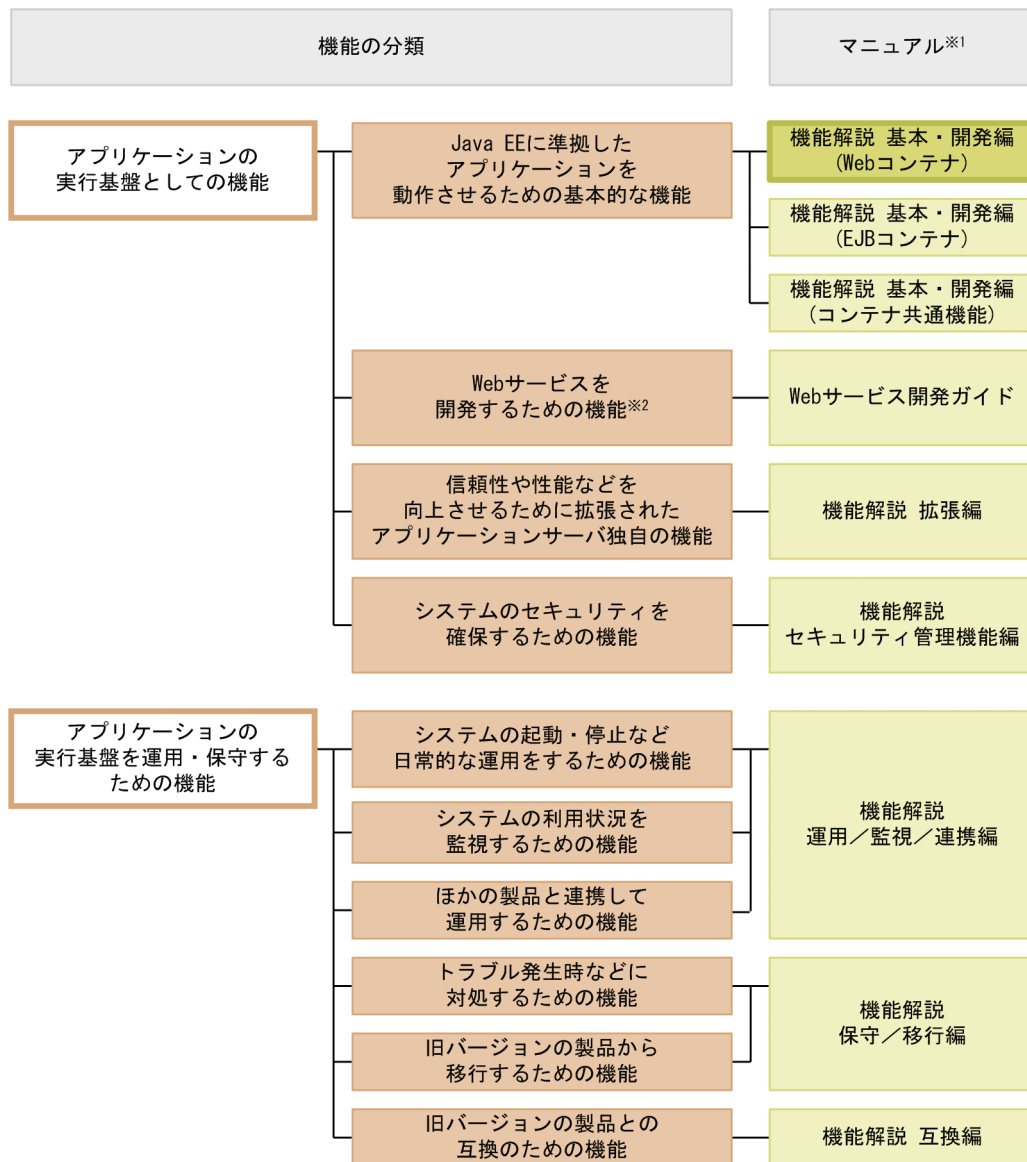 機能の分類
マニュアル※1
アプリケーションの
実行基盤としての機能
Java EEに準拠した
アプリケーションを
動作させるための基本的な機能
機能解説 基本・開発編
(Webコンテナ)
機能解説 基本・開発編
(EJBコンテナ)
機能解説 基本・開発編
(コンテナ共通機能)
Webサービスを
開発するための機能※2
Webサービス開発ガイド
信頼性や性能などを
向上させるために拡張された
アプリケーションサーバ独自の機能
機能解説 拡張編
システムのセキュリティを
確保するための機能
機能解説
セキュリティ管理機能編
アプリケーションの
実行基盤を運用・保守する
ための機能
システムの起動・停止など
日常的な運用をするための機能
システムの利用状況を
監視するための機能
ほかの製品と連携して
運用するための機能
機能解説
運用／監視／連携編
トラブル発生時などに
対処するための機能
旧バージョンの製品から
移行するための機能
機能解説
保守／移行編
旧バージョンの製品との
互換のための機能
機能解説 互換編